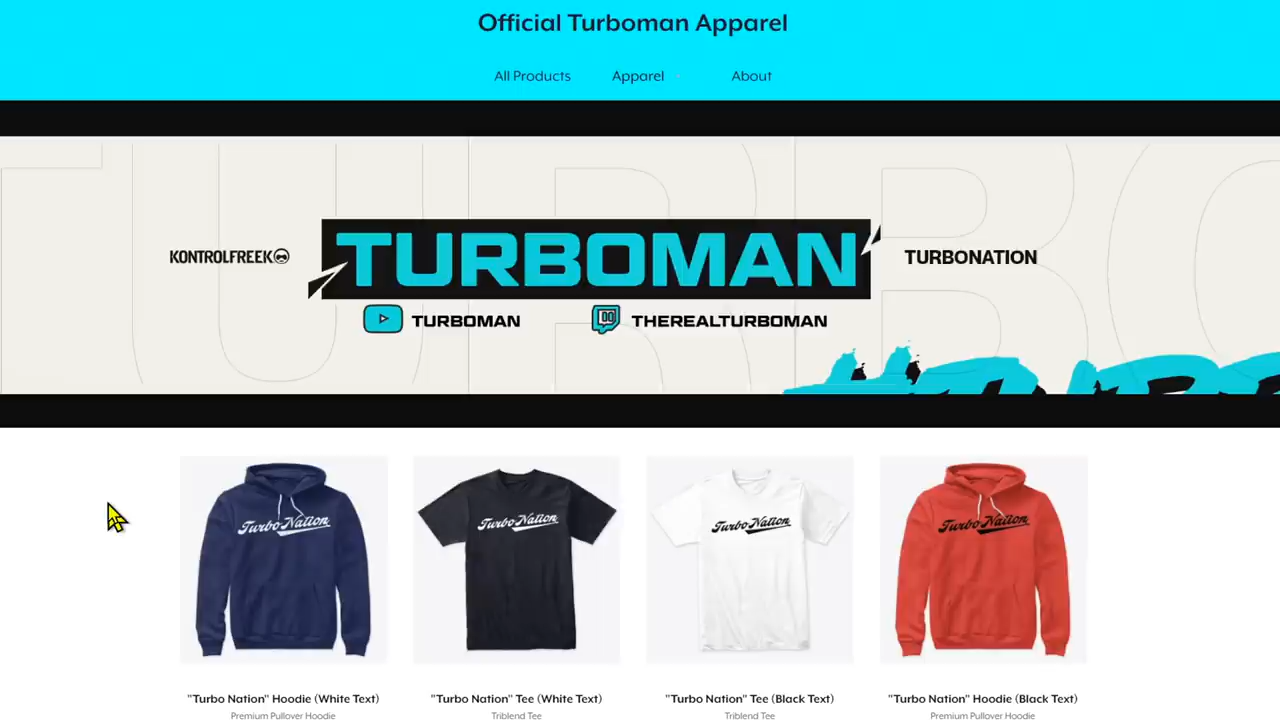 Official Turboman Apparel
All Products Apparel About
KONTROLFREEK TURBOMAN TURBONATION
TURBOMAN THEREALTURBOMAN
Turbo Nation Turbo Nation Turbo Nation Turbo Nation
"Turbo Nation" Hoodie (White Text) "Turbo Nation" Tee (White Text) "Turbo Nation" Tee (Black Text) "Turbo Nation" Hoodie (Black Text)
Premium Pullover Hoodie Triblend Tee Triblend Tee Premium Pullover Hoodie